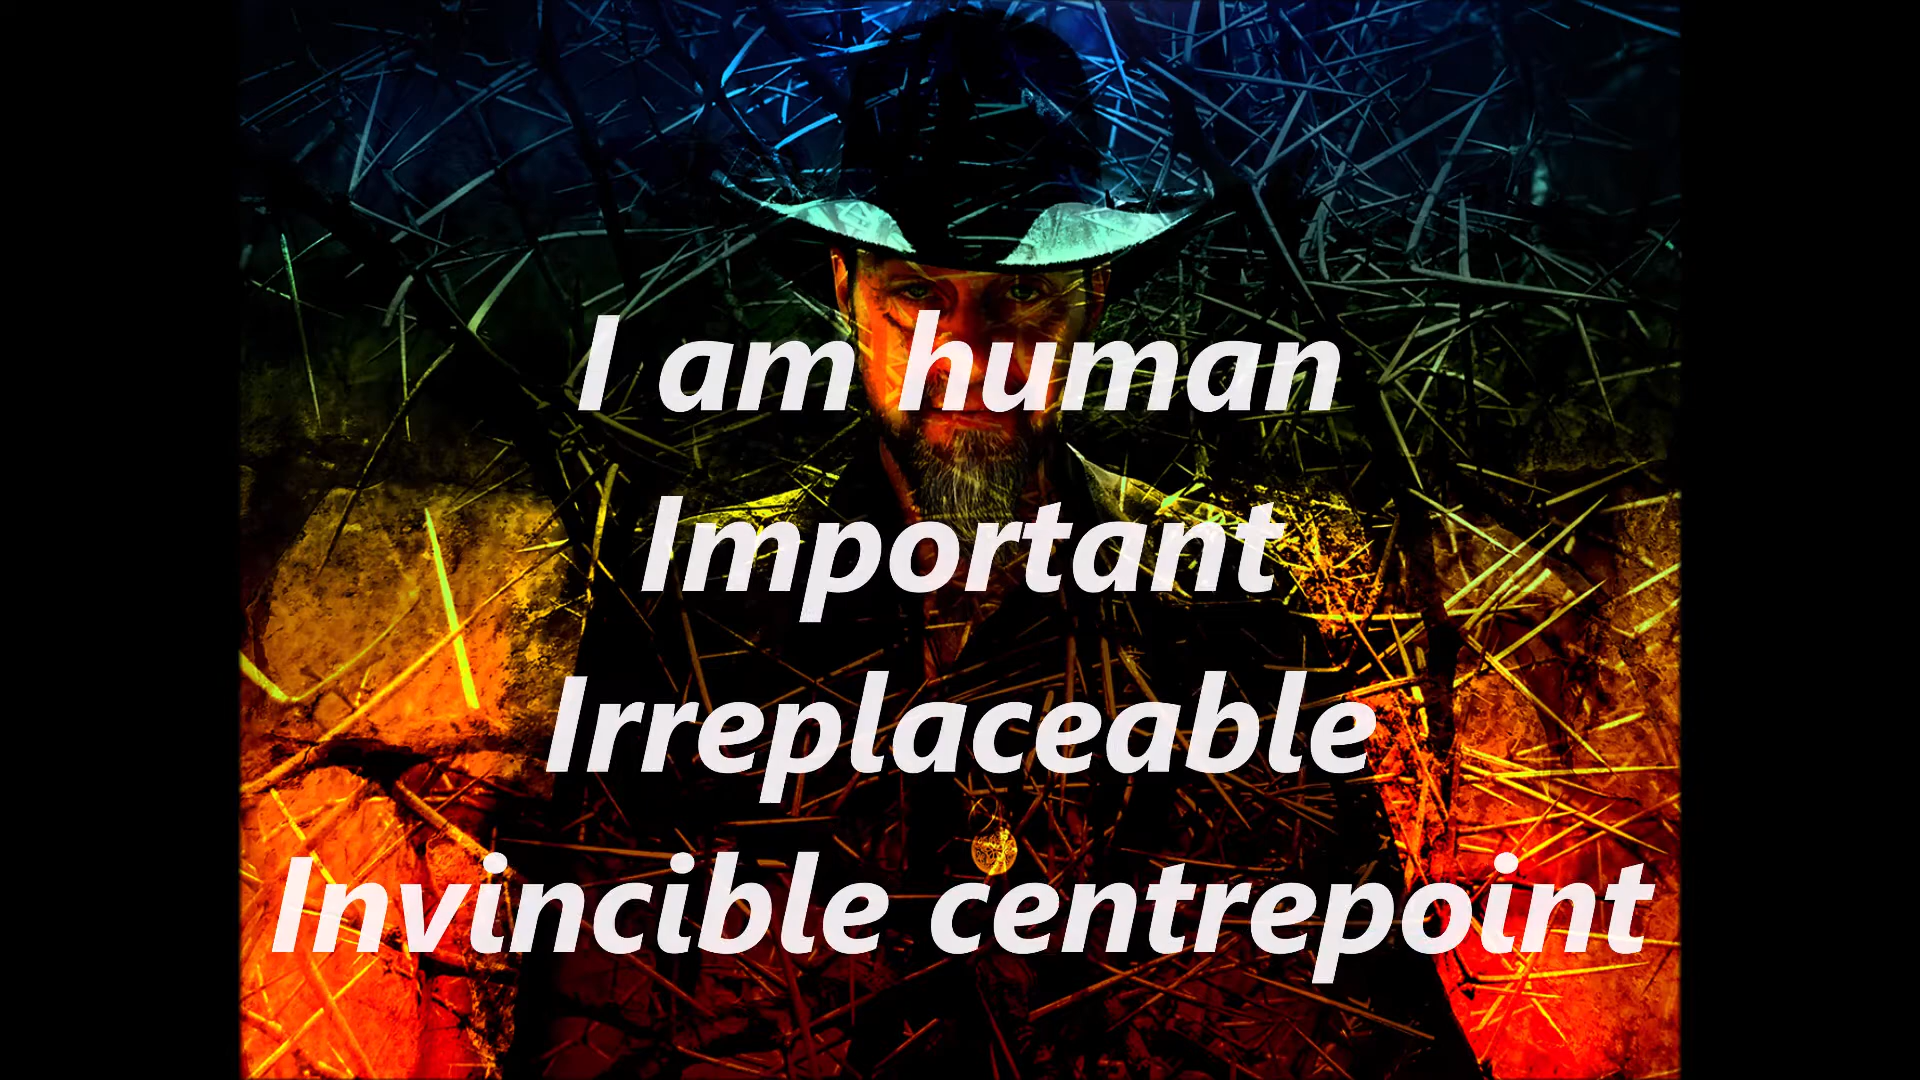 I am human
Important
Irreplaceable
Invincible centrepoint